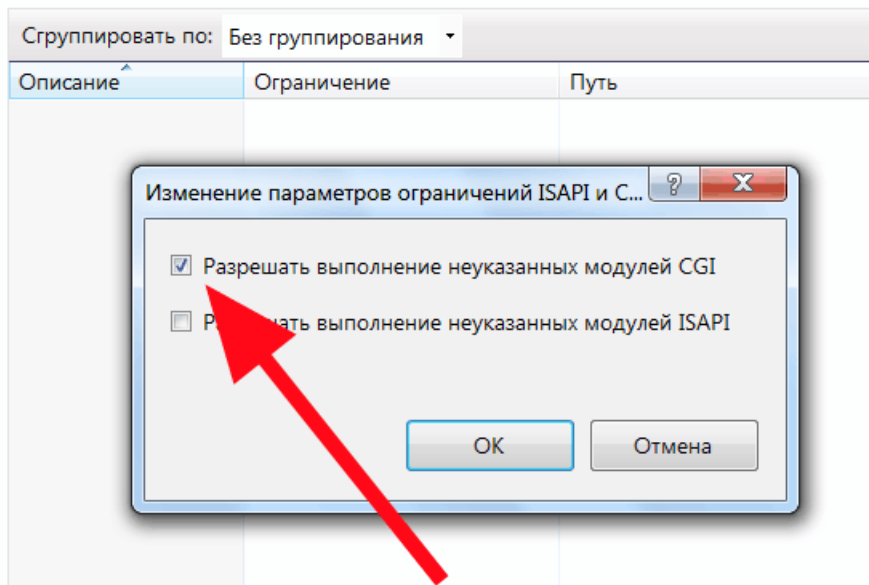 Сгруппировать по: Без группирования
Описание Ограничение Путь
Изменение параметров ограничений ISAPI и C...
Разрешать выполнение неуказанных модулей CGI
выполнение неуказанных модулей ISAPI
OK Отмена